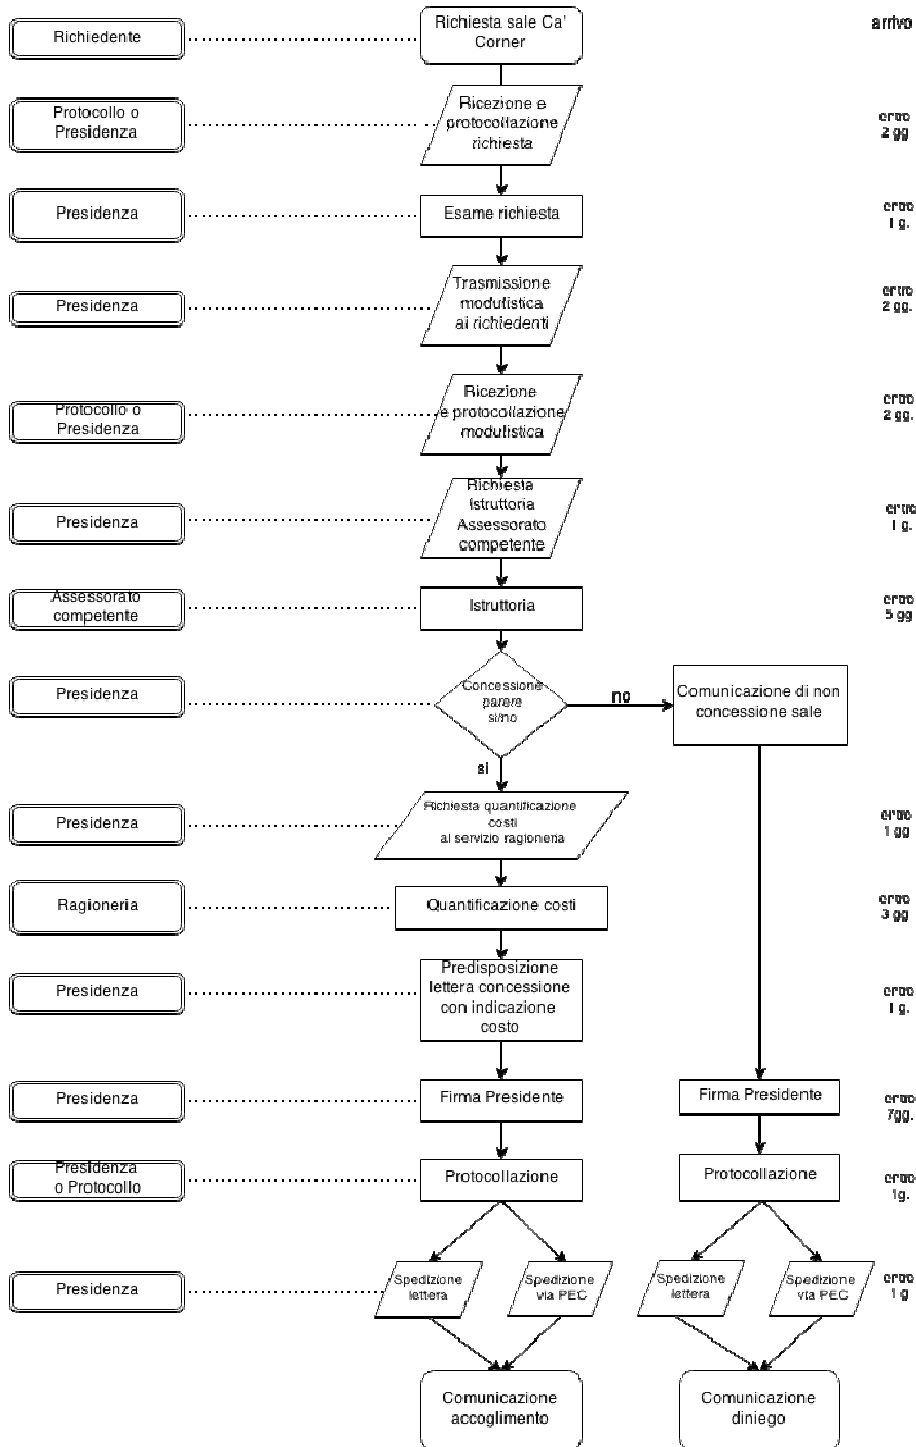 Richiedente
Richiesta sale Ca'
Corner
arrivo
Protocollo o
Presidenza
Ricezione e
protocollazione
richiesta
entro
2 gg
Presidenza
Esame richiesta
entro
1 g.
Presidenza
Trasmissione
modulistica
ai richiedenti
entro
2 gg.
Protocollo o
Presidenza
Ricezione
e protocollazione
modulistica
entro
2 gg.
Presidenza
Richiesta
Istruttoria
Assessorato
competente
entro
1 g.
Assessorato
competente
Istruttoria
entro
5 gg
Presidenza
Concessione
parere
si/no
no
Comunicazione di non
concessione sale
si
Presidenza
Richiesta quantificazione
costi
al servizio ragioneria
entro
1 gg
Ragioneria
Quantificazione costi
entro
3 gg
Presidenza
Predisposizione
lettera concessione
con indicazione
costo
entro
1 g.
Presidenza
Firma Presidente
Firma Presidente
entro
7gg.
Presidenza
o Protocollo
Protocollazione
Protocollazione
entro
1g.
Presidenza
Spedizione
lettera
Spedizione
via PEC
Spedizione
lettera
Spedizione
via PEC
entro
1 g
Comunicazione
accoglimento
Comunicazione
diniego